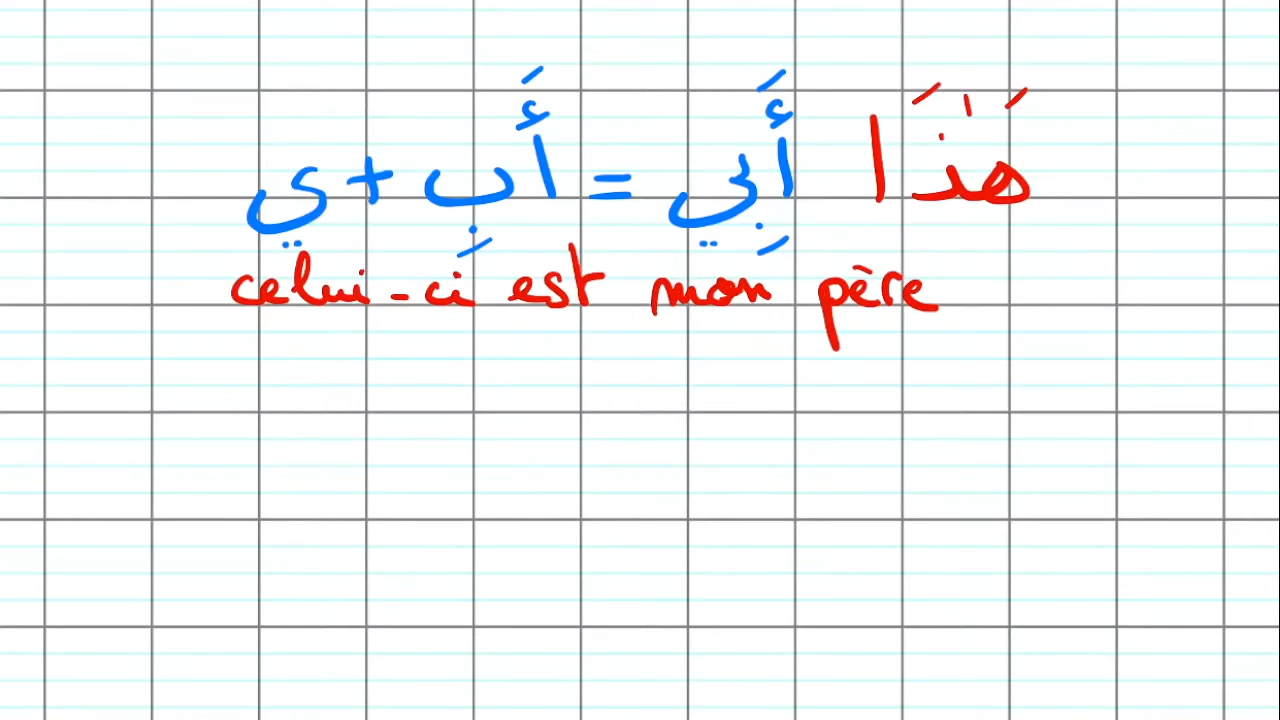 هَٰذَا أَبِي = أَبِ + ي
celui-ci est mon père